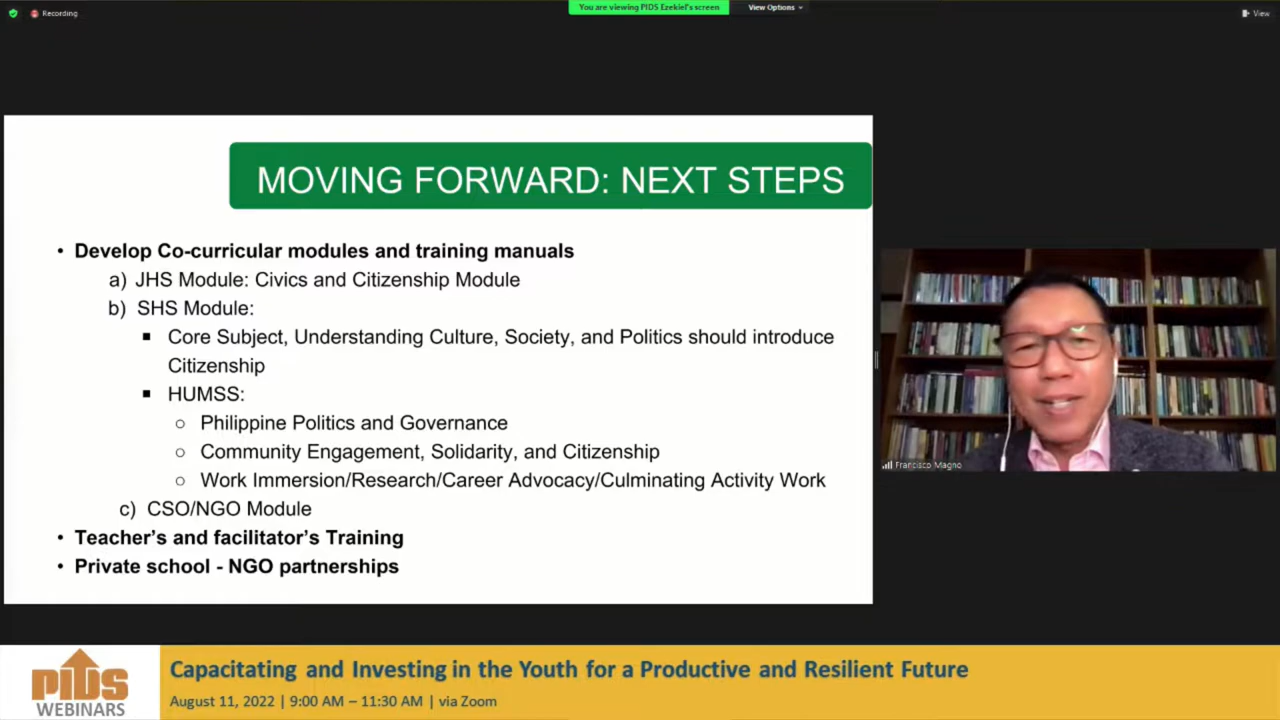 Recording
You are viewing PIDS Ezekiel's screen
View Options
View
MOVING FORWARD: NEXT STEPS
• Develop Co-curricular modules and training manuals
a) JHS Module: Civics and Citizenship Module
b) SHS Module:
▪ Core Subject, Understanding Culture, Society, and Politics should introduce
Citizenship
▪ HUMSS:
○ Philippine Politics and Governance
○ Community Engagement, Solidarity, and Citizenship
○ Work Immersion/Research/Career Advocacy/Culminating Activity Work
c) CSO/NGO Module
• Teacher’s and facilitator’s Training
• Private school - NGO partnerships
Francisco Magno
PIDS
WEBINARS
Capacitating and Investing in the Youth for a Productive and Resilient Future
August 11, 2022 | 9:00 AM – 11:30 AM | via Zoom